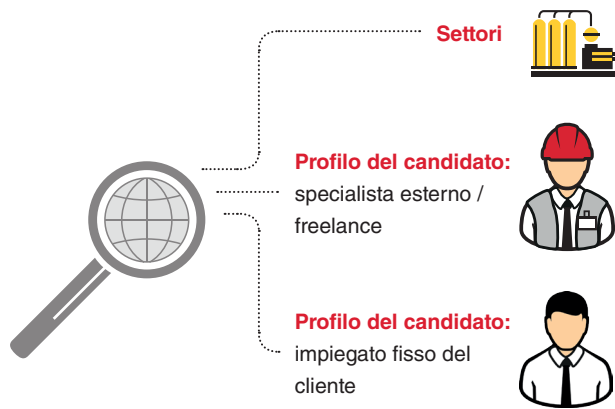 Settori
Profilo del candidato:
specialista esterno /
freelance
Profilo del candidato:
impiegato fisso del
cliente